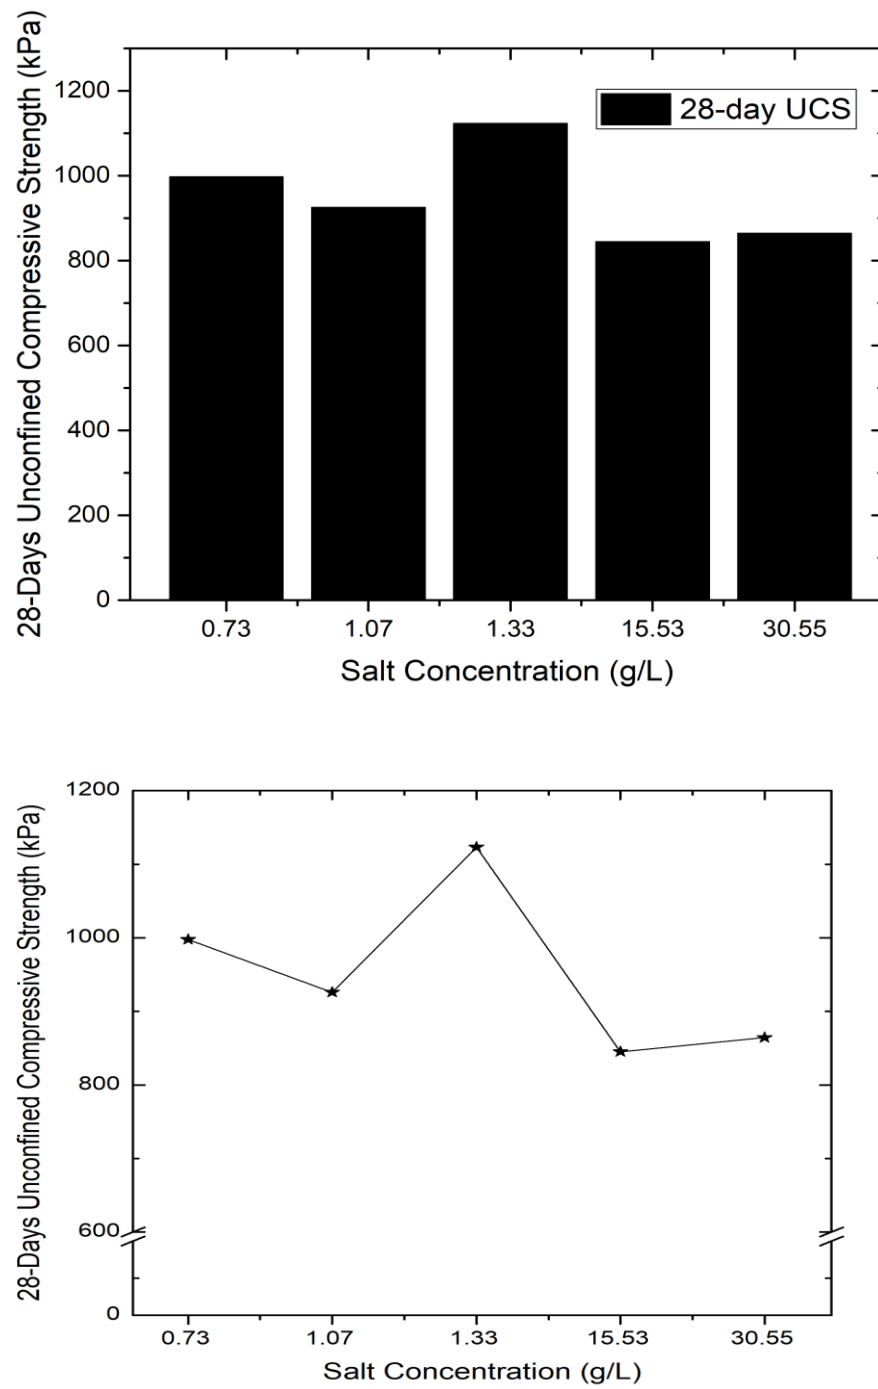 28-Days Unconfined Compressive Strength (kPa)
1200
1000
800
600
400
200
0
28-day UCS
0.73 1.07 1.33 15.53 30.55
Salt Concentration (g/L)
28-Days Unconfined Compressive Strength (kPa)
1200
1000
800
600
0
0.73 1.07 1.33 15.53 30.55
Salt Concentration (g/L)